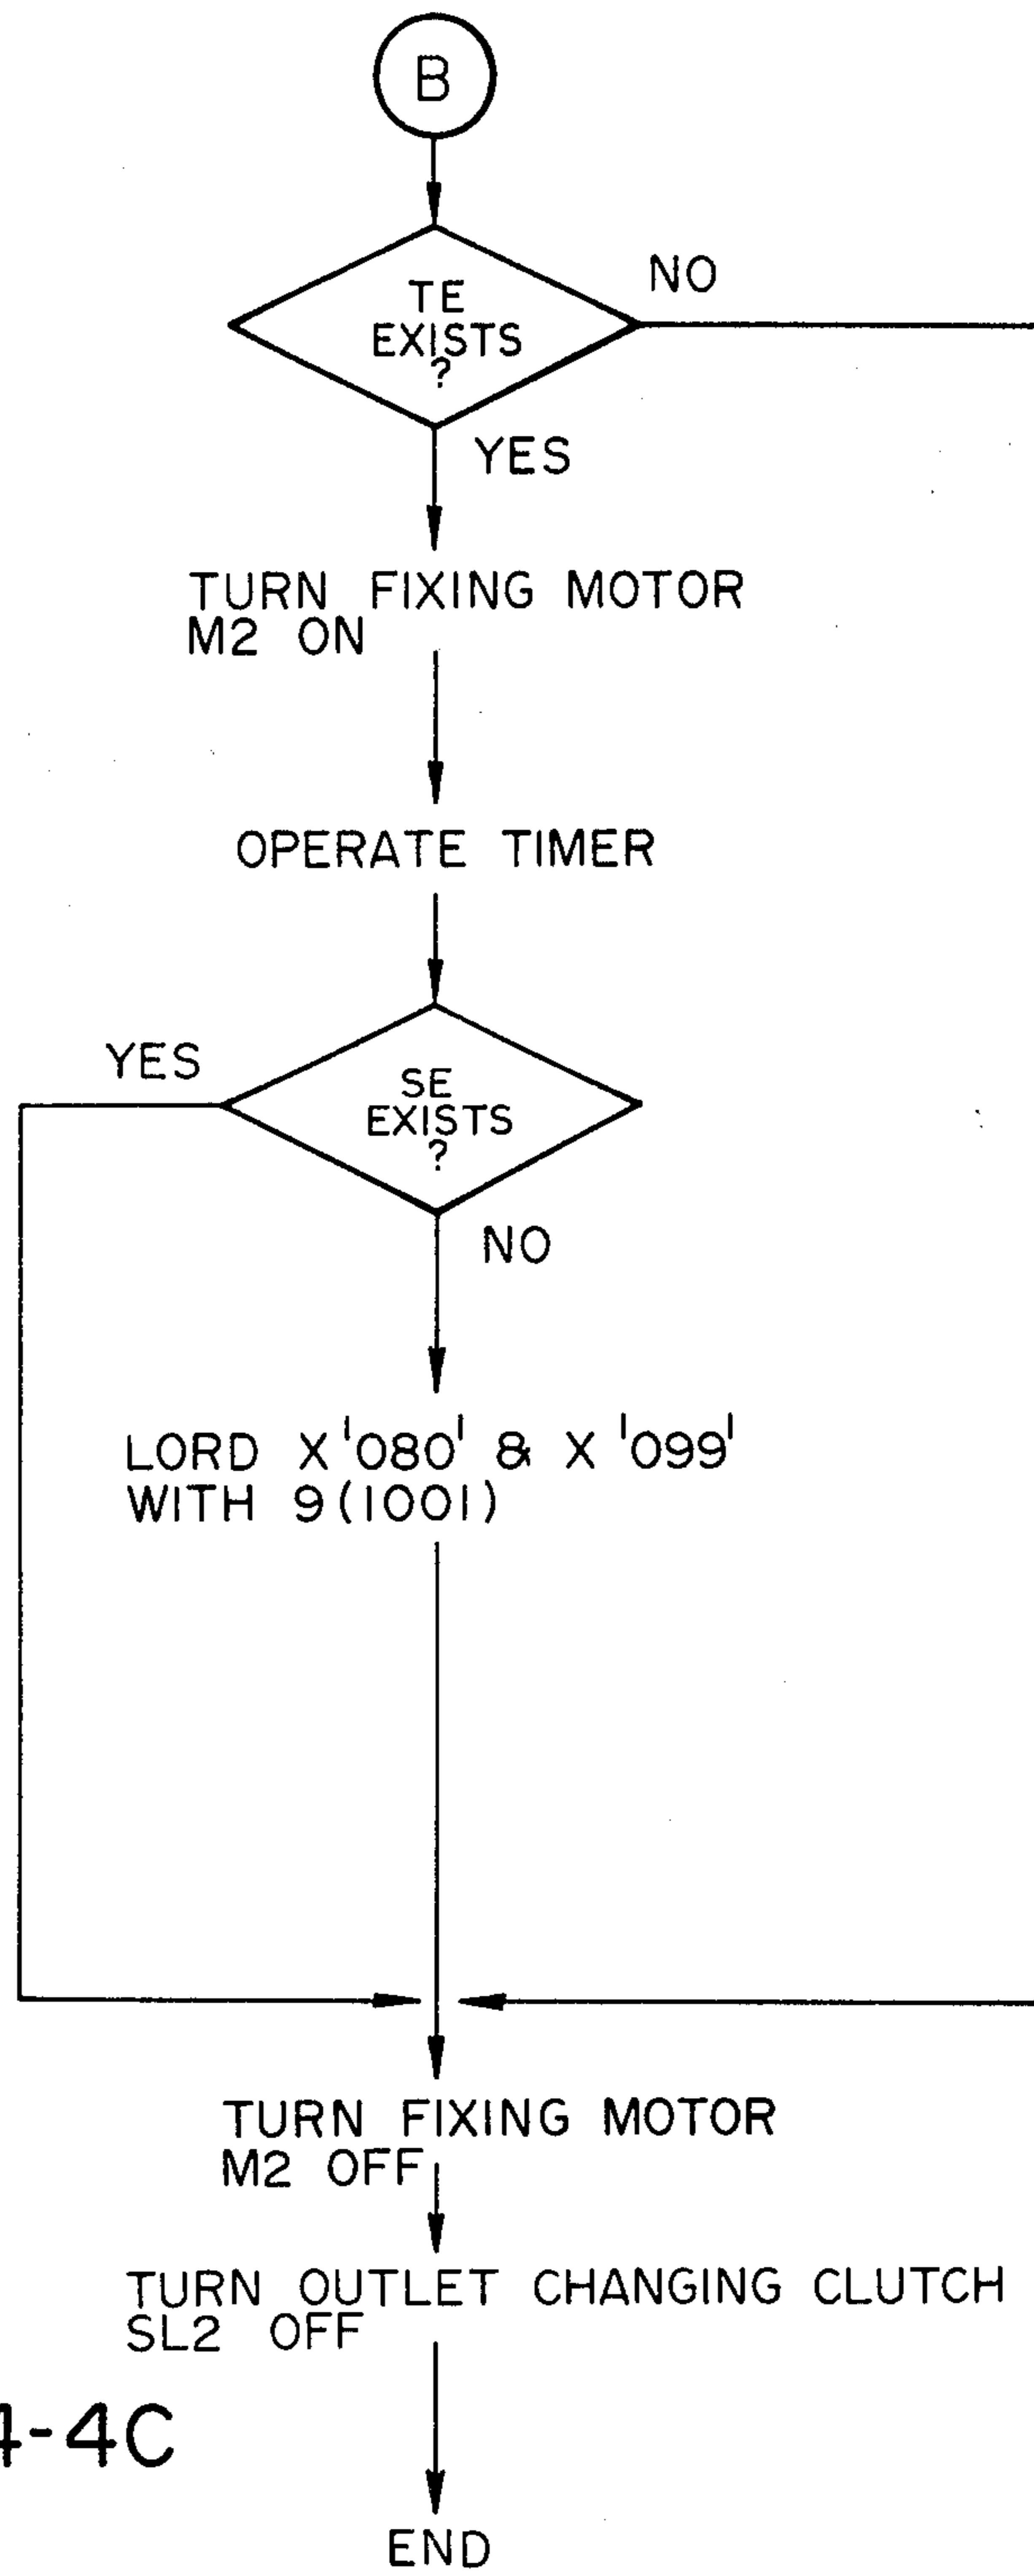 B
TE
EXISTS
?
NO
YES
TURN FIXING MOTOR
M2 ON
OPERATE TIMER
YES
SE
EXISTS
?
NO
LORD X'080' & X'099'
WITH 9(1001)
TURN FIXING MOTOR
M2 OFF
TURN OUTLET CHANGING CLUTCH
SL2 OFF
4-4C
END